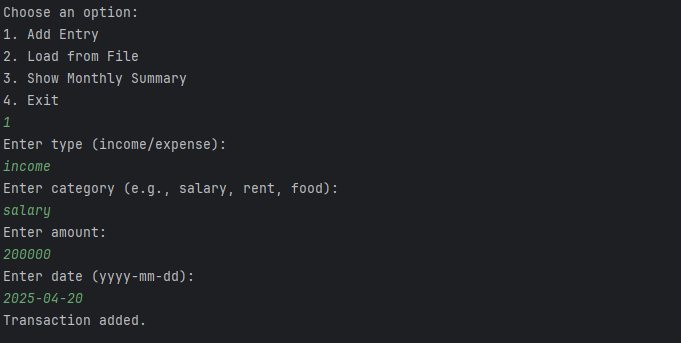 Choose an option:
1. Add Entry
2. Load from File
3. Show Monthly Summary
4. Exit
1
Enter type (income/expense):
income
Enter category (e.g., salary, rent, food):
salary
Enter amount:
200000
Enter date (yyyy-mm-dd):
2025-04-20
Transaction added.